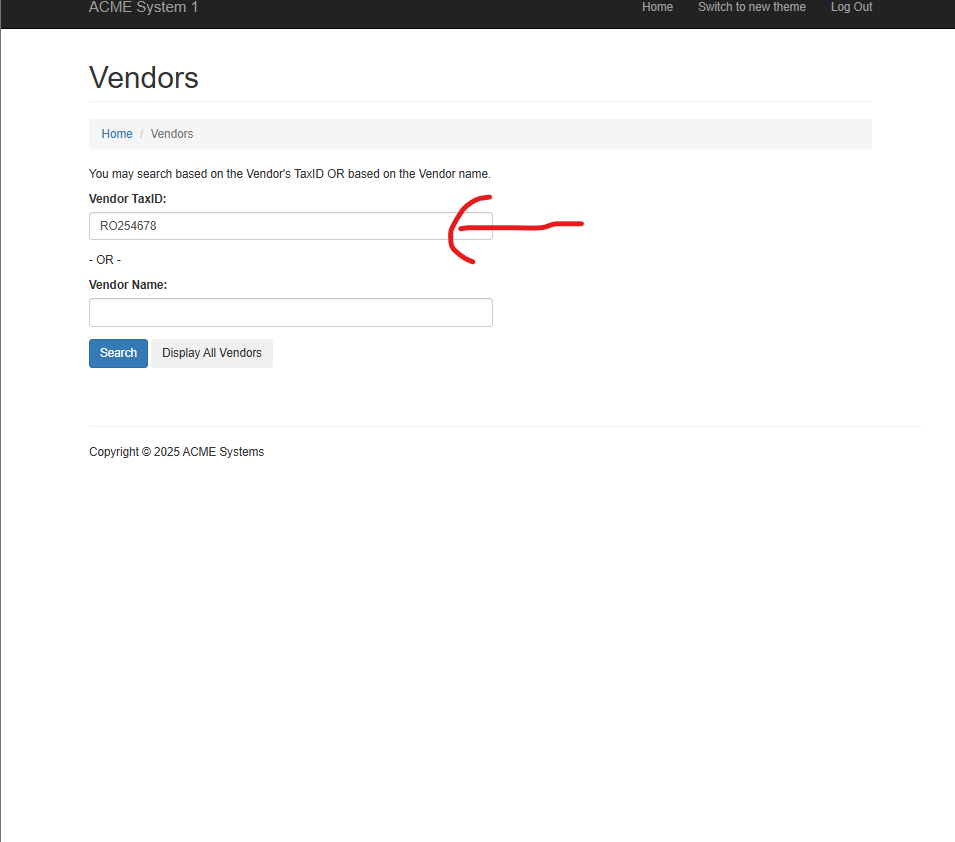 ACME System 1 Home Switch to new theme Log Out
Vendors
Home / Vendors
You may search based on the Vendor's TaxID OR based on the Vendor name.
Vendor TaxID:
RO254678
- OR -
Vendor Name:
Search Display All Vendors
Copyright © 2025 ACME Systems